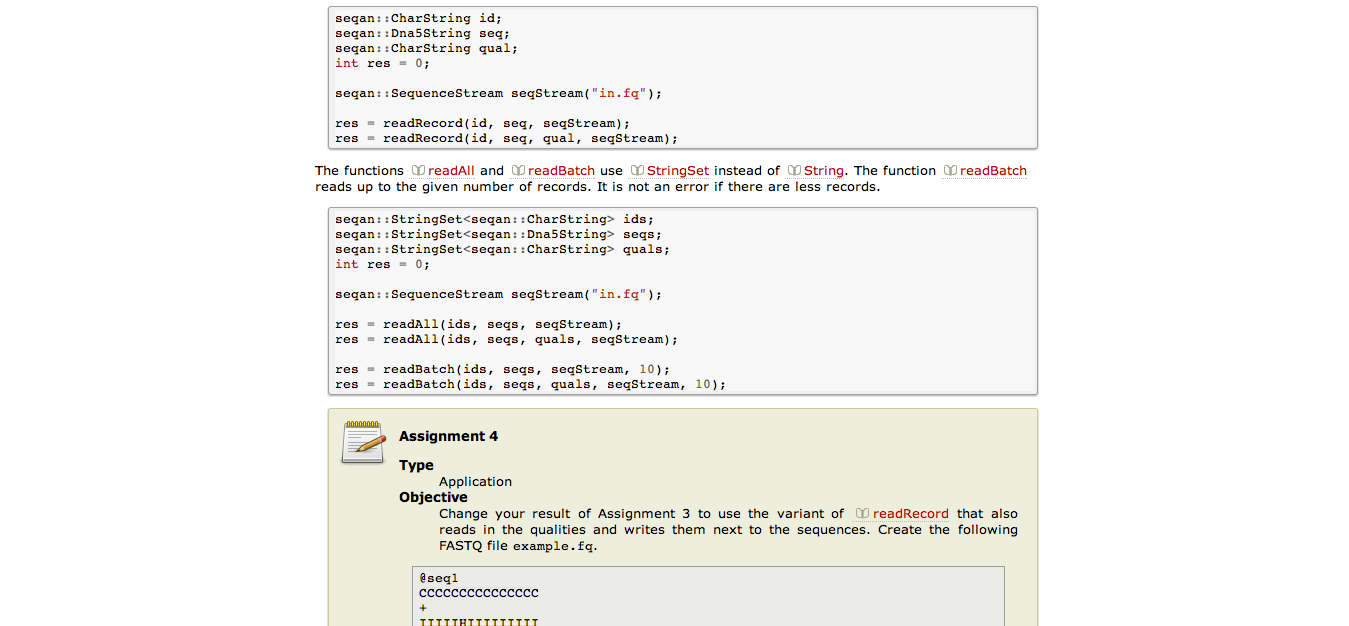 seqan::CharString id;
seqan::Dna5String seq;
seqan::CharString qual;
int res = 0;
seqan::SequenceStream seqStream("in.fq");
res = readRecord(id, seq, seqStream);
res = readRecord(id, seq, qual, seqStream);
The functions readAll and readBatch use StringSet instead of String. The function readBatch
reads up to the given number of records. It is not an error if there are less records.
seqan::StringSet<seqan::CharString> ids;
seqan::StringSet<seqan::Dna5String> seqs;
seqan::StringSet<seqan::CharString> quals;
int res = 0;
seqan::SequenceStream seqStream("in.fq");
res = readAll(ids, seqs, seqStream);
res = readAll(ids, seqs, quals, seqStream);
res = readBatch(ids, seqs, seqStream, 10);
res = readBatch(ids, seqs, quals, seqStream, 10);
Assignment 4
Type
Application
Objective
Change your result of Assignment 3 to use the variant of readRecord that also
reads in the qualities and writes them next to the sequences. Create the following
FASTQ file example.fq.
@seq1
CCCCCCCCCCCCCCC
+
IIIIIHIIIIIIIII